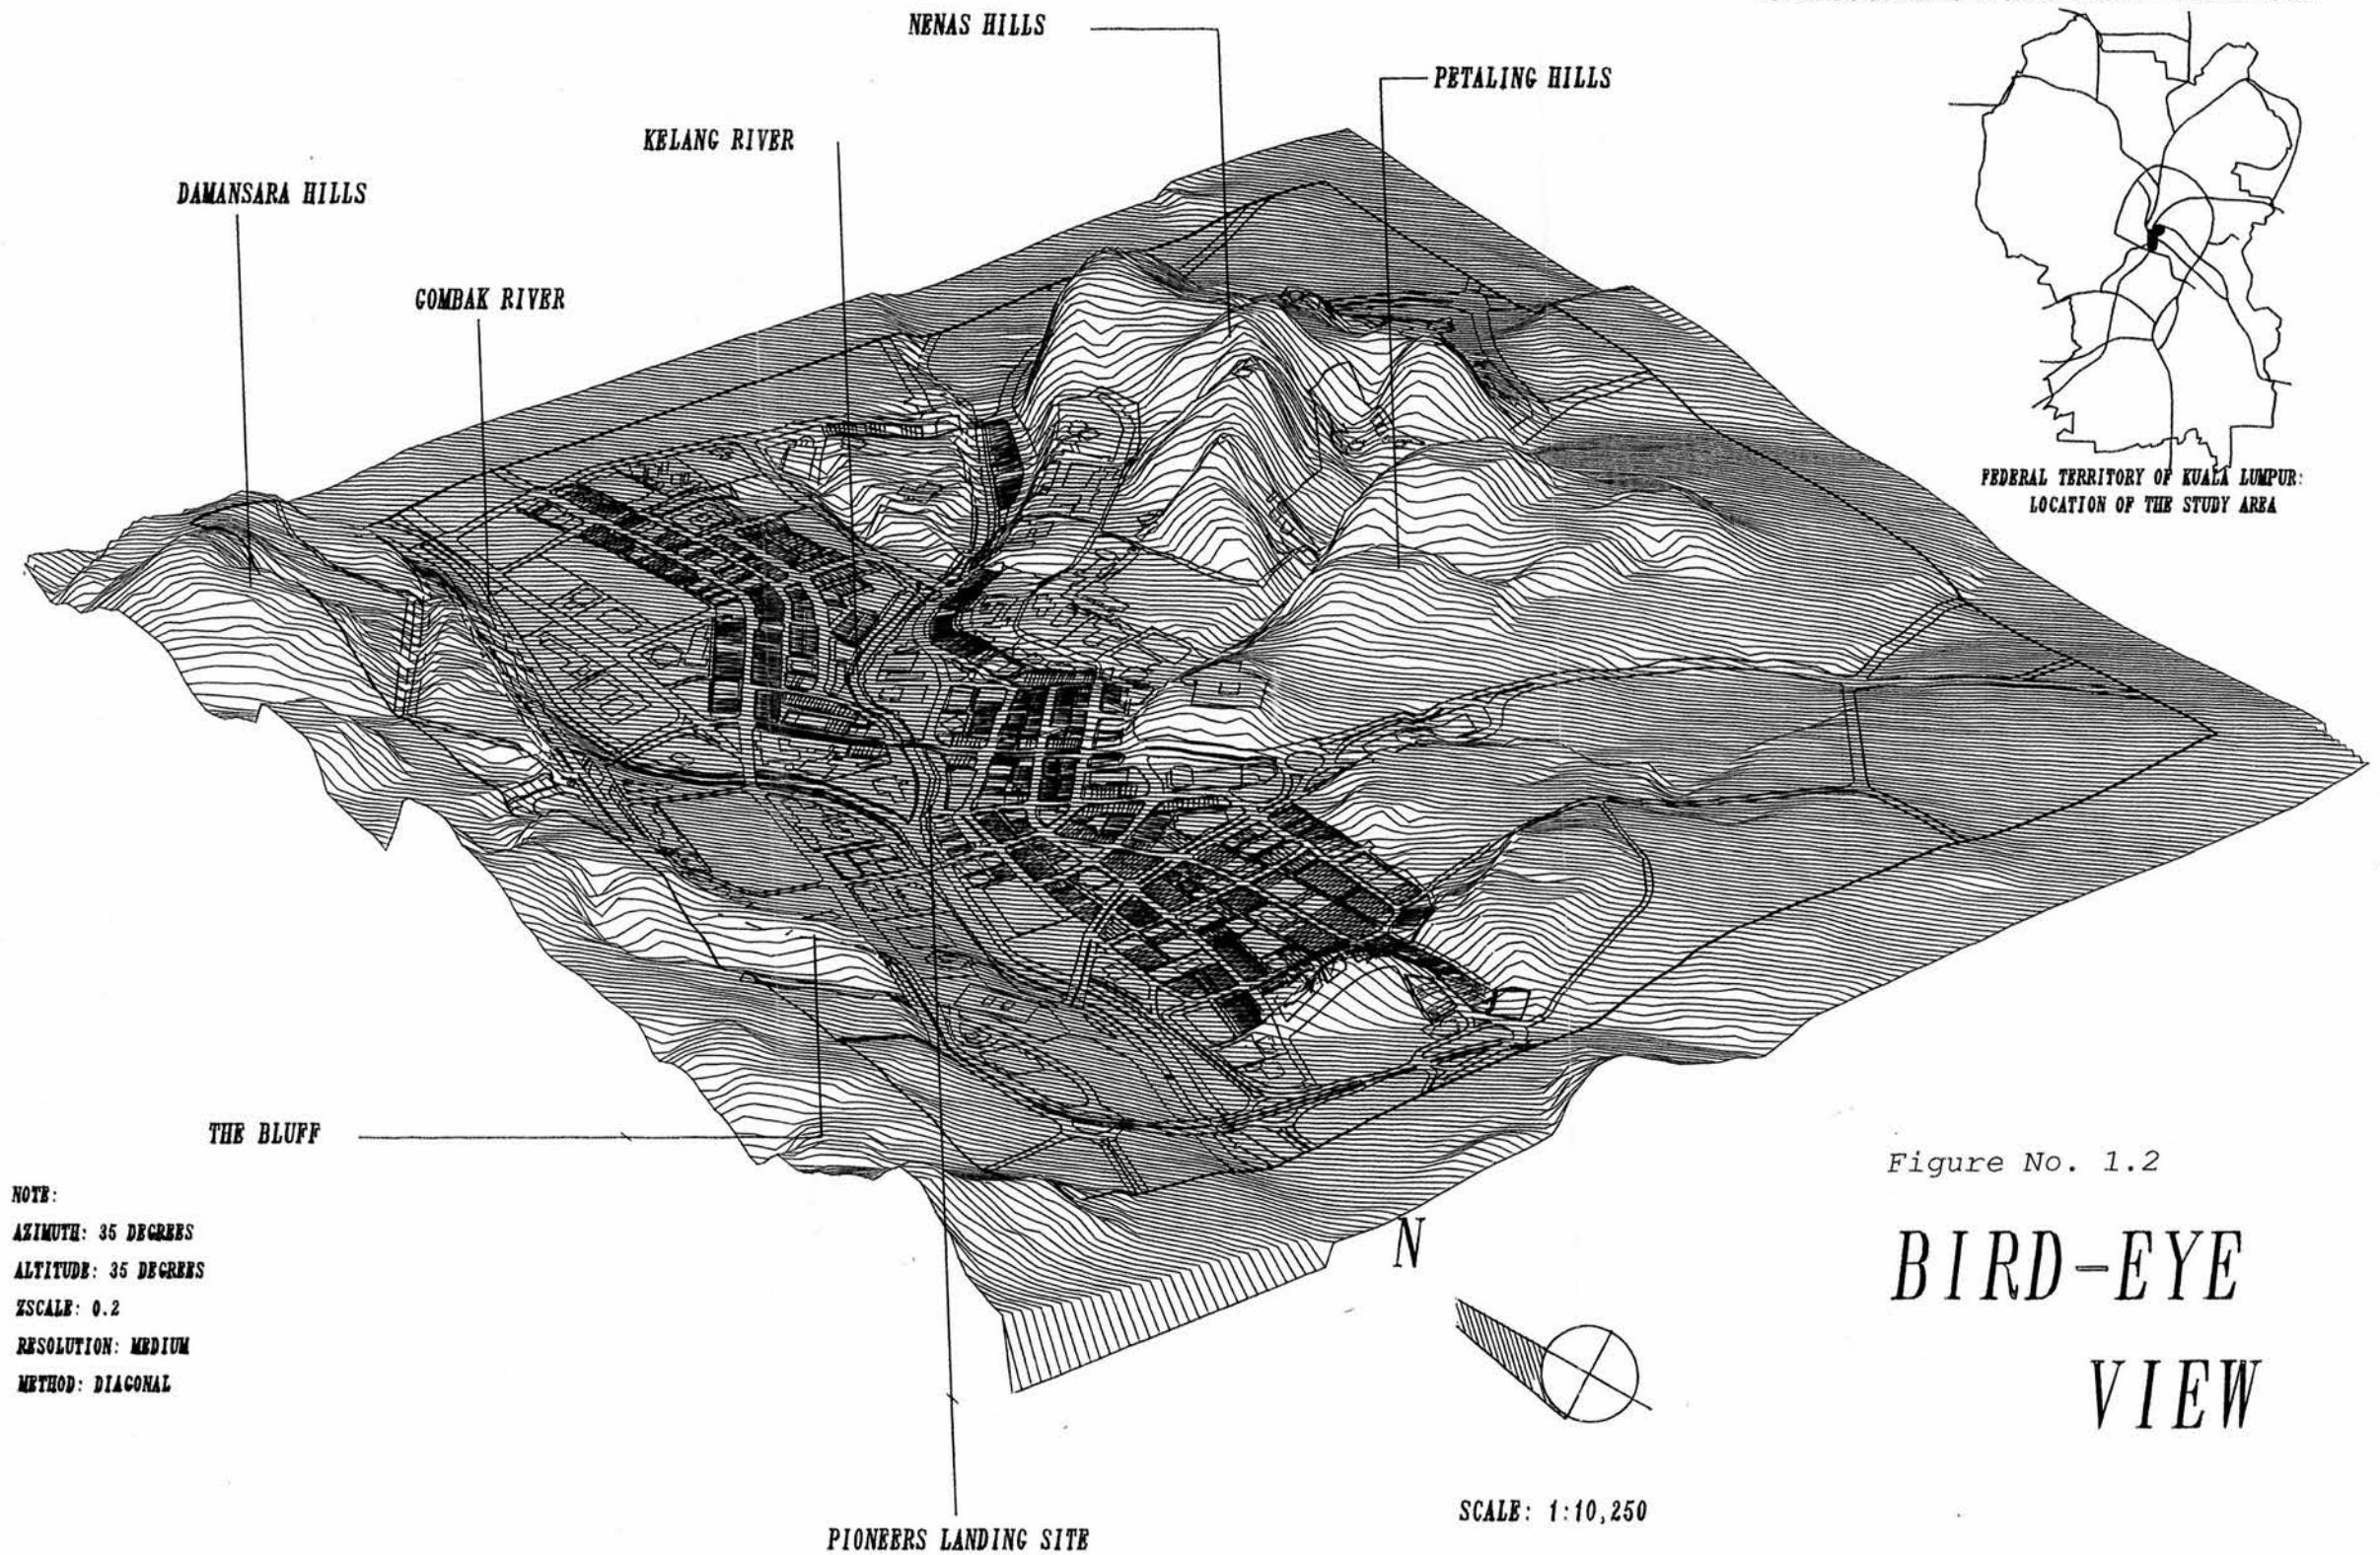 NENAS HILLS
PETALING HILLS
KELANG RIVER
DAMANSARA HILLS
GOMBAK RIVER
FEDERAL TERRITORY OF KUALA LUMPUR:
LOCATION OF THE STUDY AREA
THE BLUFF
NOTE:
AZIMUTH: 35 DEGREES
ALTITUDE: 35 DEGREES
ZSCALE: 0.2
RESOLUTION: MEDIUM
METHOD: DIAGONAL
N
Figure No. 1.2
BIRD-EYE
VIEW
SCALE: 1:10,250
PIONEERS LANDING SITE